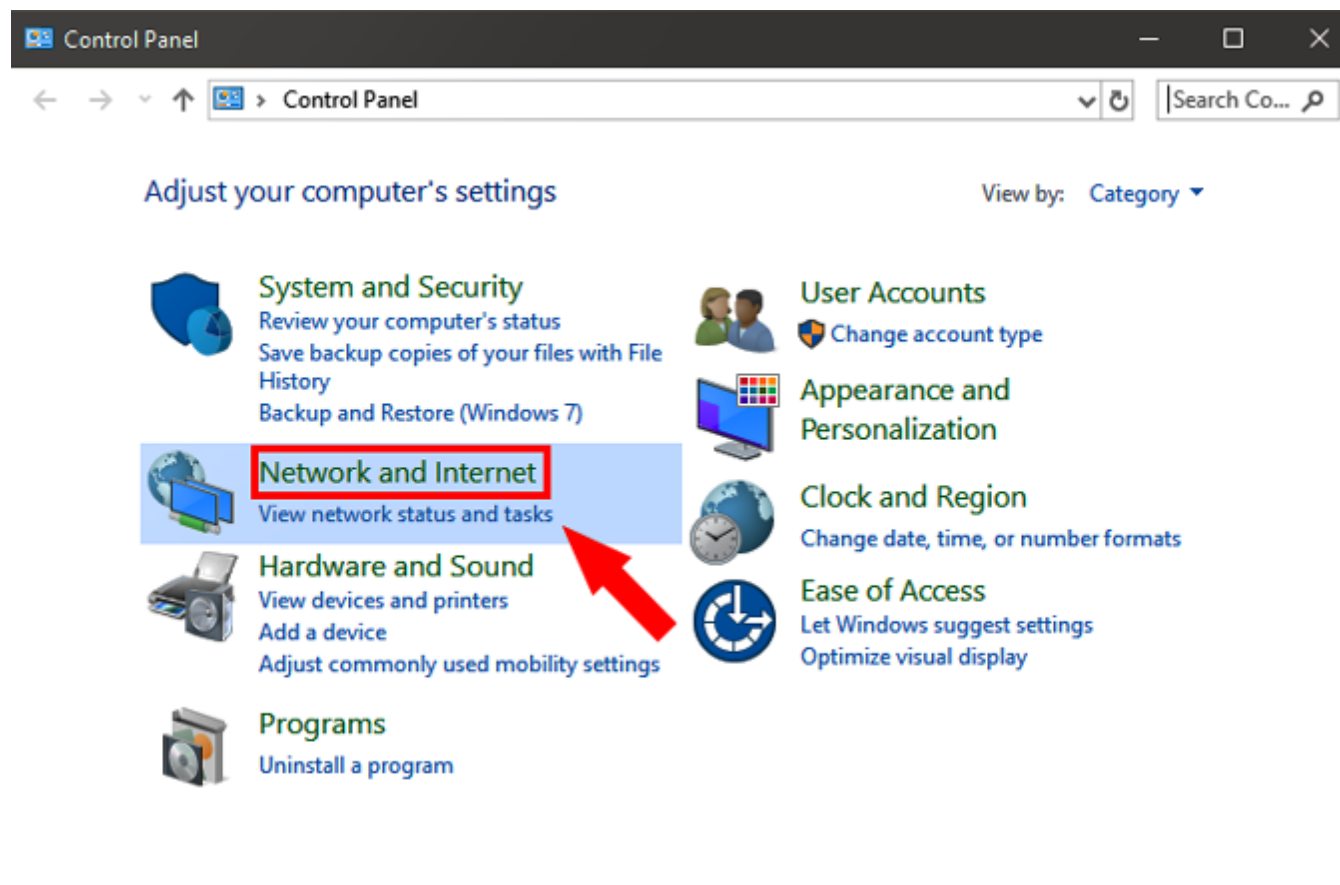 Control Panel
Control Panel
Search Co...
Adjust your computer's settings
View by: Category
System and Security
Review your computer's status
Save backup copies of your files with File
History
Backup and Restore (Windows 7)
Network and Internet
View network status and tasks
Hardware and Sound
View devices and printers
Add a device
Adjust commonly used mobility settings
Programs
Uninstall a program
User Accounts
Change account type
Appearance and
Personalization
Clock and Region
Change date, time, or number formats
Ease of Access
Let Windows suggest settings
Optimize visual display